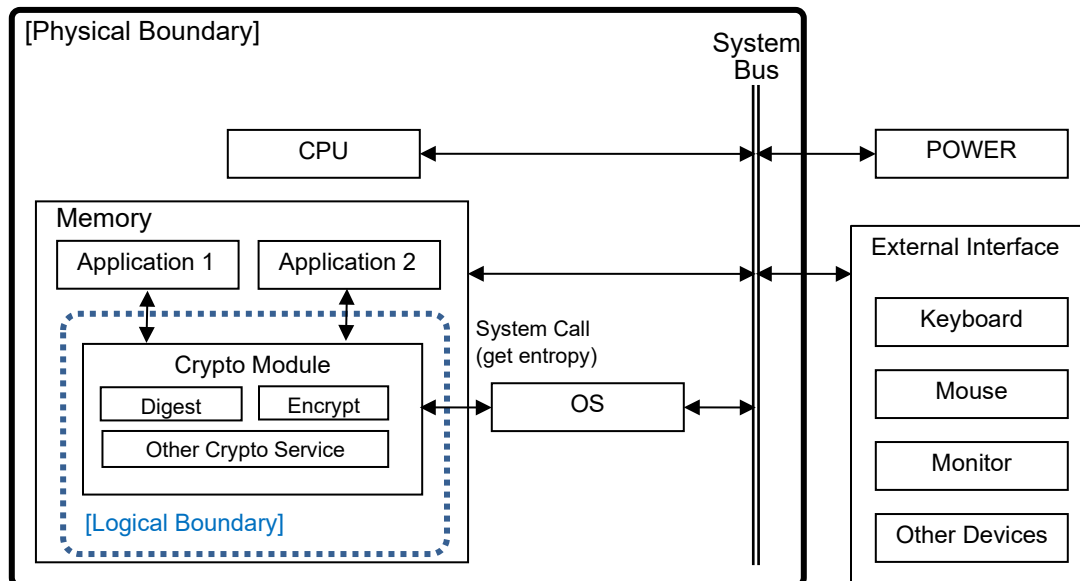 [Physical Boundary]
System
Bus
CPU
POWER
Memory
Application 1
Application 2
External Interface
System Call
(get entropy)
Keyboard
Crypto Module
Digest
Encrypt
OS
Mouse
Other Crypto Service
Monitor
[Logical Boundary]
Other Devices